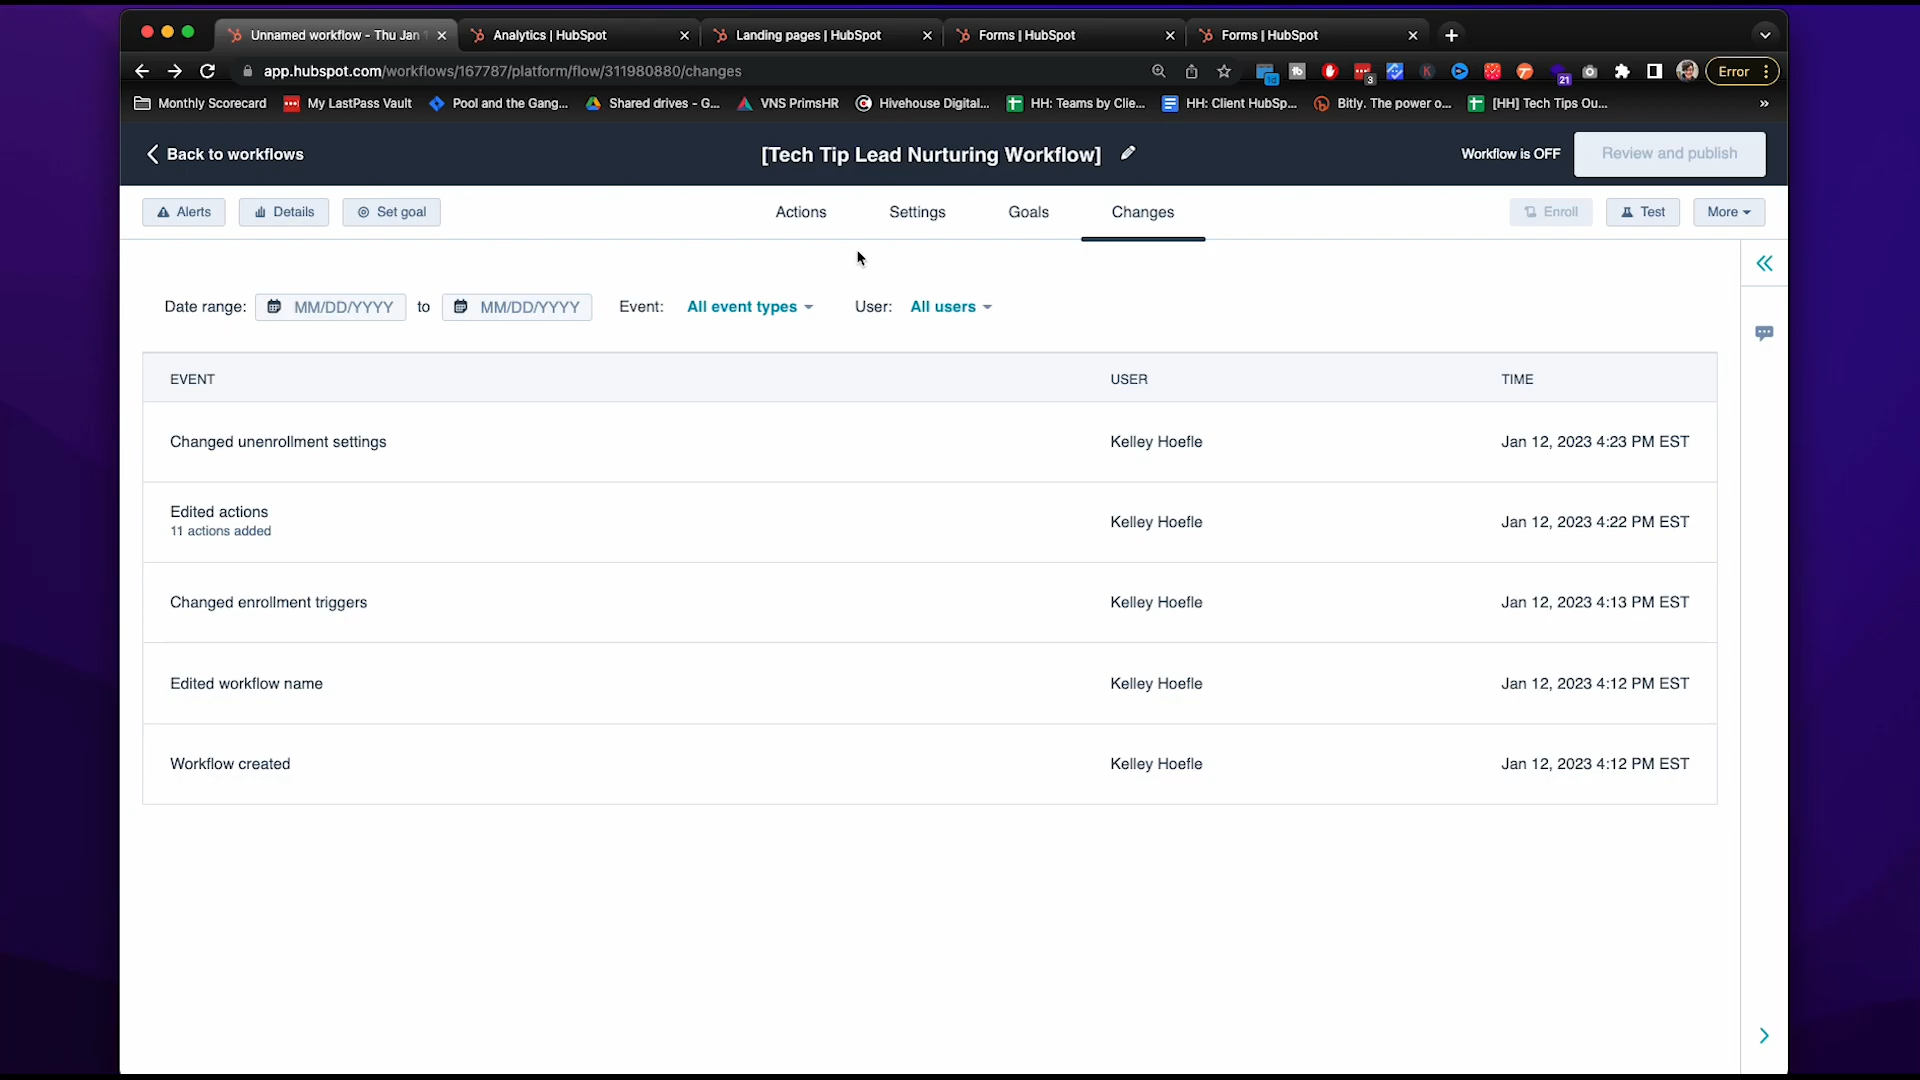 Unnamed workflow - Thu Jan 1
Analytics | HubSpot
Landing pages | HubSpot
Forms | HubSpot
Forms | HubSpot
app.hubspot.com/workflows/167787/platform/flow/311980880/changes
Error
Monthly Scorecard
My LastPass Vault
Pool and the Gang...
Shared drives - G...
VNS PrimsHR
Hivehouse Digital...
HH: Teams by Clie...
HH: Client HubSp...
Bitly. The power o...
[HH] Tech Tips Ou...
»
Back to workflows
[Tech Tip Lead Nurturing Workflow]
Workflow is OFF
Review and publish
Alerts
Details
Set goal
Actions
Settings
Goals
Changes
Enroll
Test
More
Date range: MM/DD/YYYY to MM/DD/YYYY Event: All event types User: All users
EVENT USER TIME
Changed unenrollment settings Kelley Hoefle Jan 12, 2023 4:23 PM EST
Edited actions
11 actions added
Kelley Hoefle Jan 12, 2023 4:22 PM EST
Changed enrollment triggers Kelley Hoefle Jan 12, 2023 4:13 PM EST
Edited workflow name Kelley Hoefle Jan 12, 2023 4:12 PM EST
Workflow created Kelley Hoefle Jan 12, 2023 4:12 PM EST